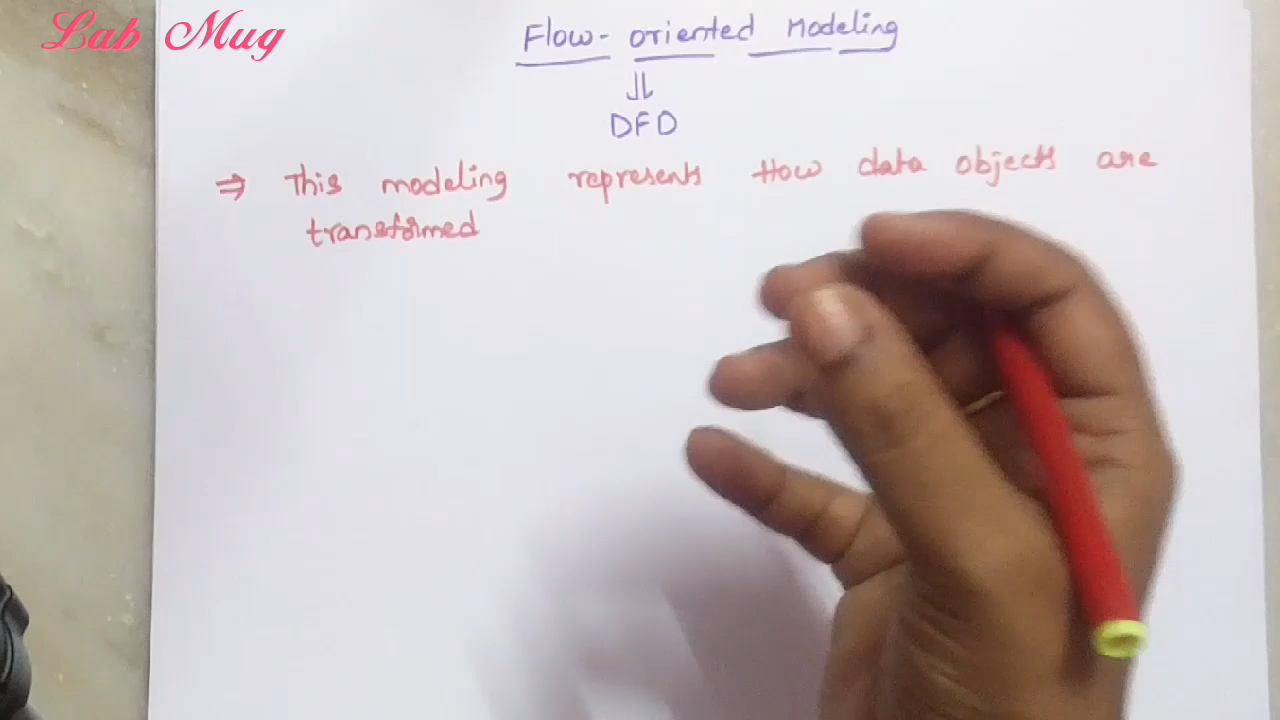 Lab Mug
Flow-oriented Modeling
⇓
DFD
⇒ This modeling represents How data objects are
transformed